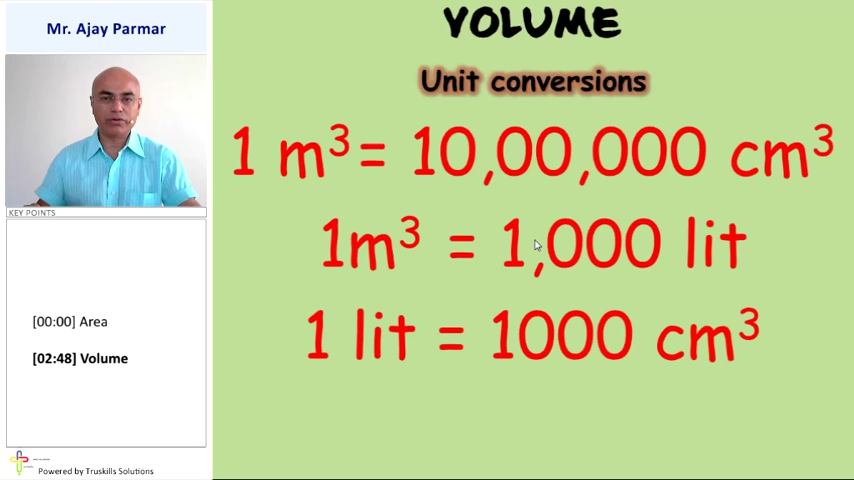 Mr. Ajay Parmar
KEY POINTS
[00:00] Area
[02:48] Volume
Powered by Truskills Solutions
VOLUME
Unit conversions
1 m³ = 10,00,000 cm³
1m³ = 1,000 lit
1 lit = 1000 cm³